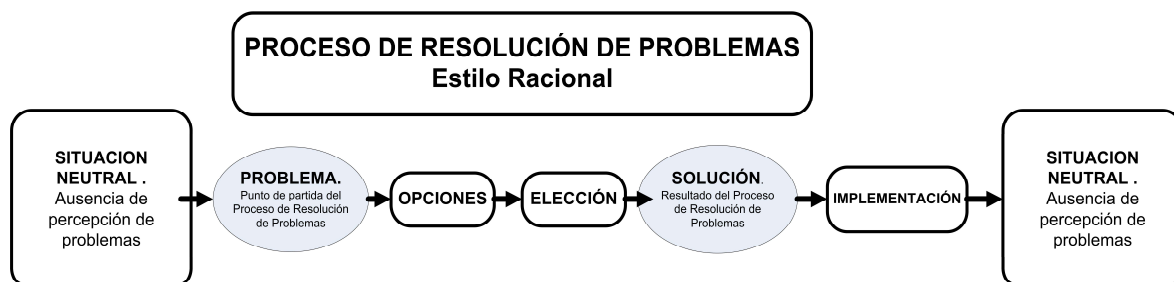 PROCESO DE RESOLUCIÓN DE PROBLEMAS
Estilo Racional
SITUACION
NEUTRAL .
Ausencia de
percepción de
problemas
PROBLEMA.
Punto de partida del
Proceso de Resolución
de Problemas
OPCIONES
ELECCIÓN
SOLUCIÓN.
Resultado del Proceso
de Resolución de
Problemas
IMPLEMENTACIÓN
SITUACION
NEUTRAL .
Ausencia de
percepción de
problemas